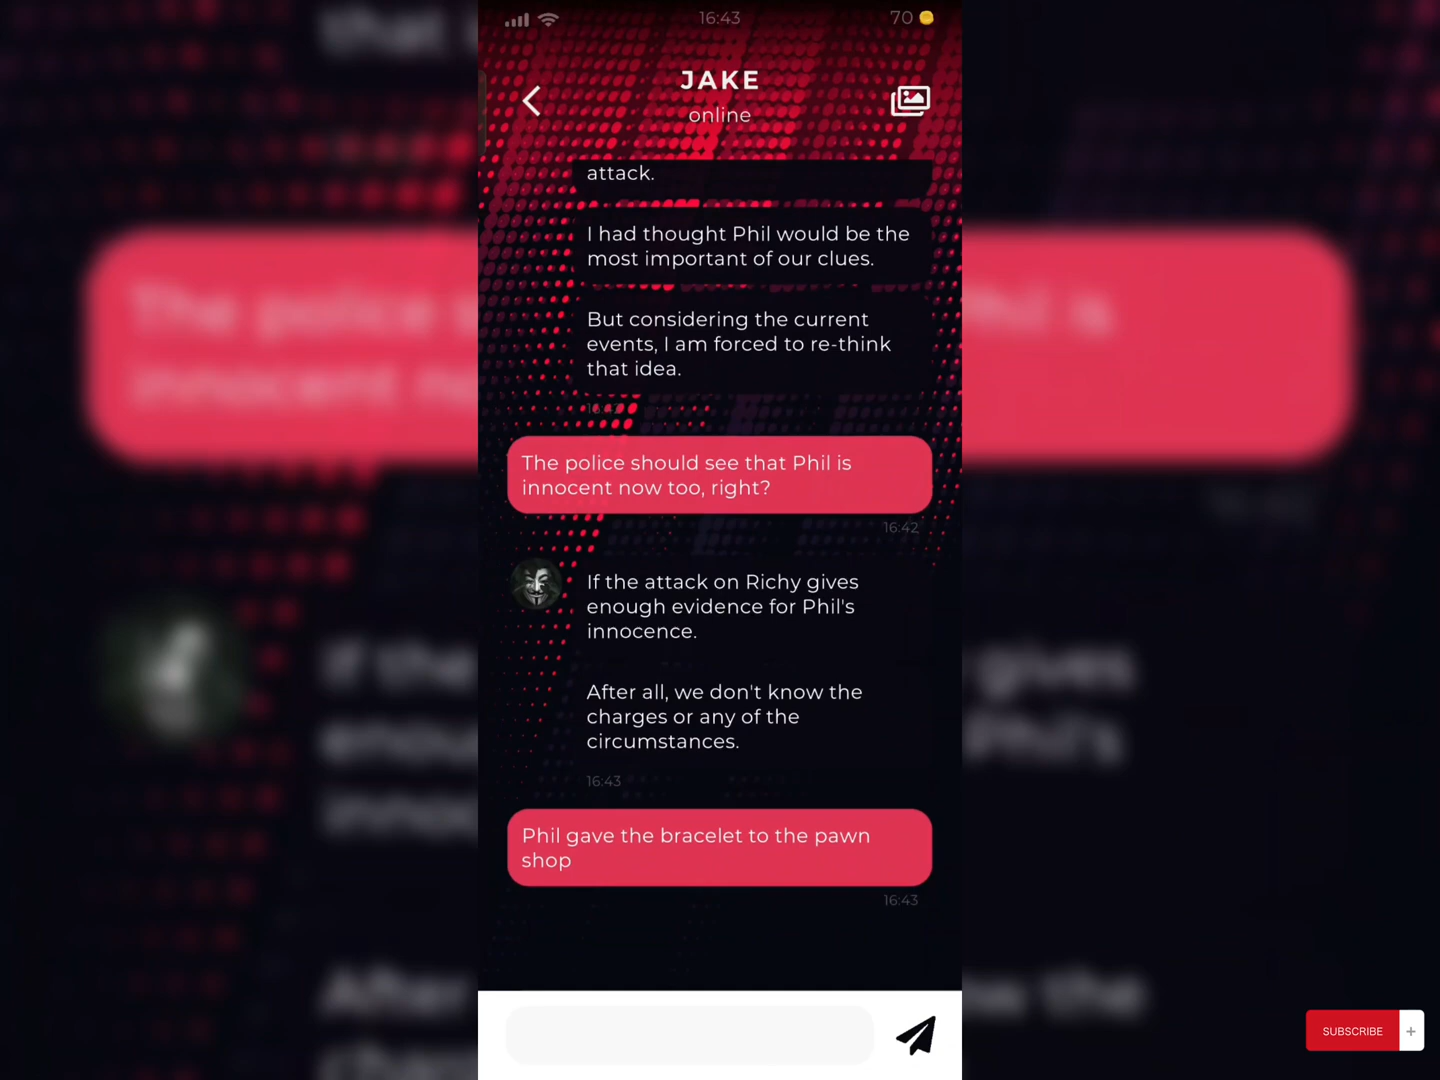 16:43
70
JAKE
online
attack.
I had thought Phil would be the
most important of our clues.
But considering the current
events, I am forced to re-think
that idea.
The police should see that Phil is
innocent now too, right?
16:42
If the attack on Richy gives
enough evidence for Phil's
innocence.
After all, we don't know the
charges or any of the
circumstances.
16:43
Phil gave the bracelet to the pawn
shop
16:43
SUBSCRIBE +